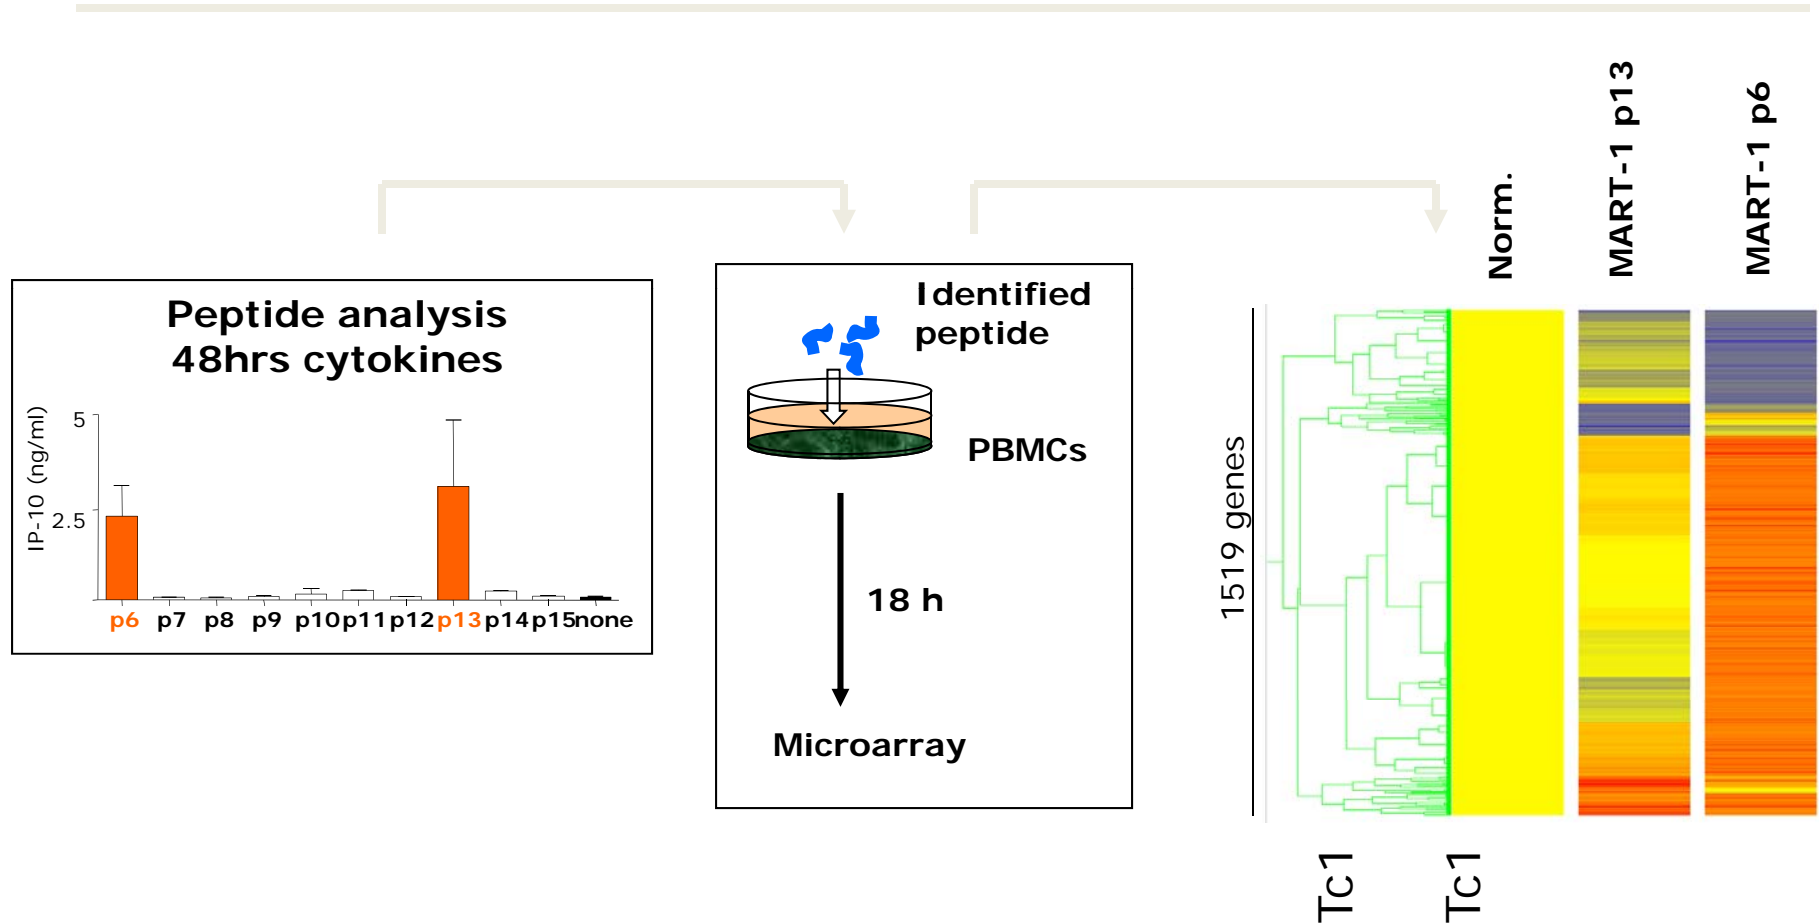 Peptide analysis
48hrs cytokines
IP-10 (ng/ml)
5
2.5
p6 p7 p8 p9 p10 p11 p12 p13 p14 p15 none
Identified
peptide
PBMCs
18 h
Microarray
Norm.
MART-1 p13
MART-1 p6
1519 genes
Tc1
Tc1